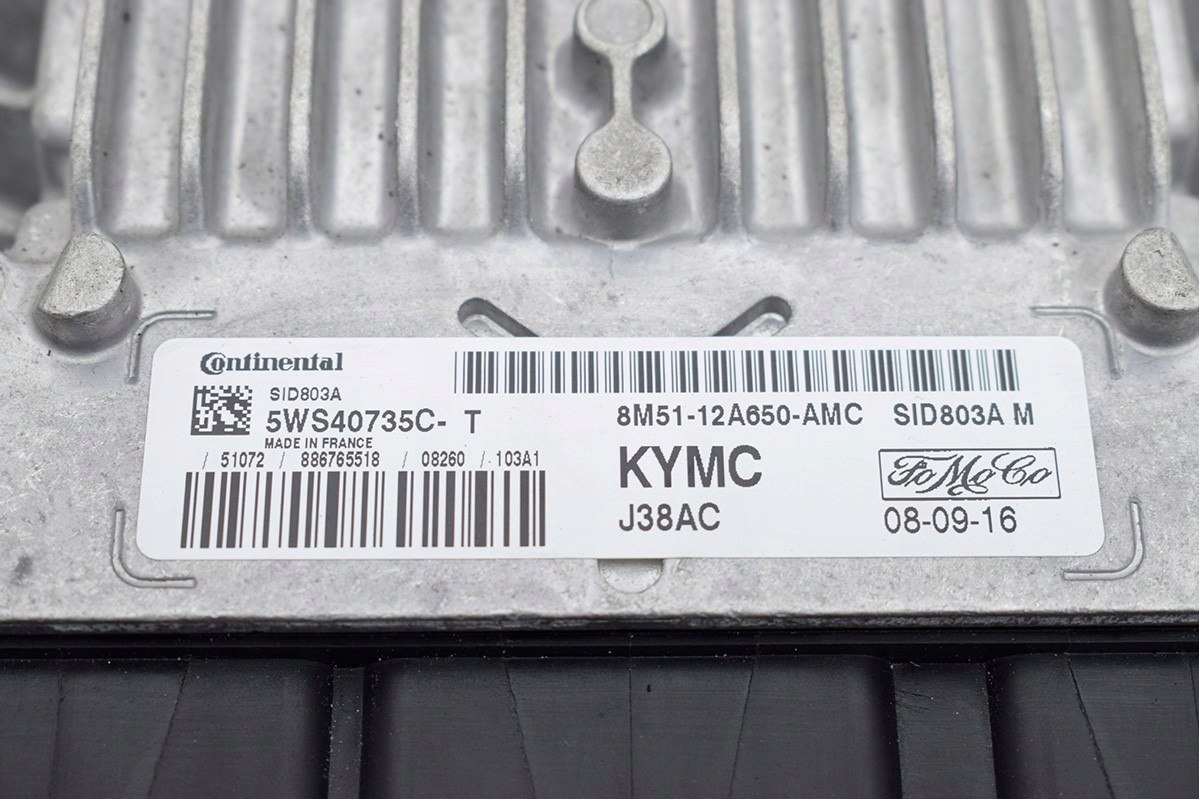 Continental
SID803A
5WS40735C- T
MADE IN FRANCE
/ 51072 / 886765518 / 08260 / 103A1
8M51-12A650-AMC SID803A M
KYMC
FoMoCo
J38AC
08-09-16